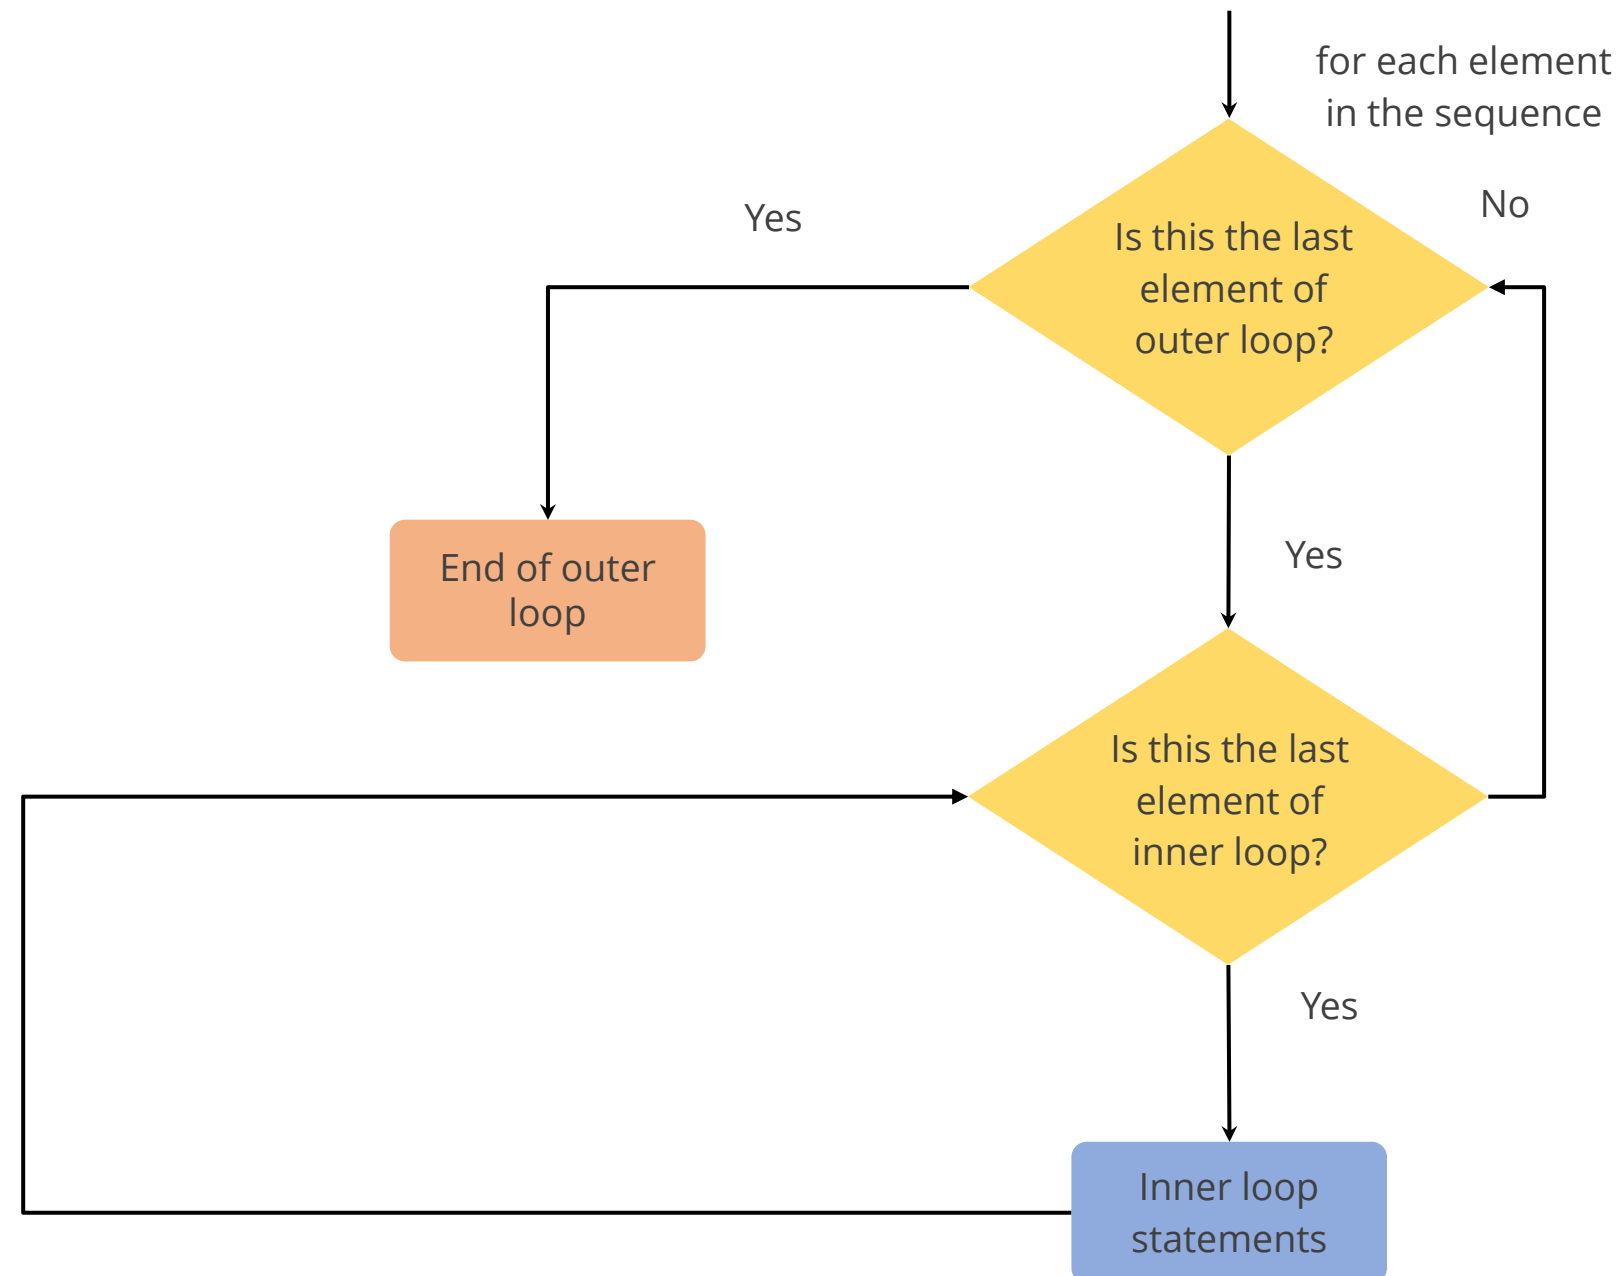 for each element
in the sequence
Yes
No
Is this the last
element of
outer loop?
End of outer
loop
Yes
Is this the last
element of
inner loop?
Yes
Inner loop
statements